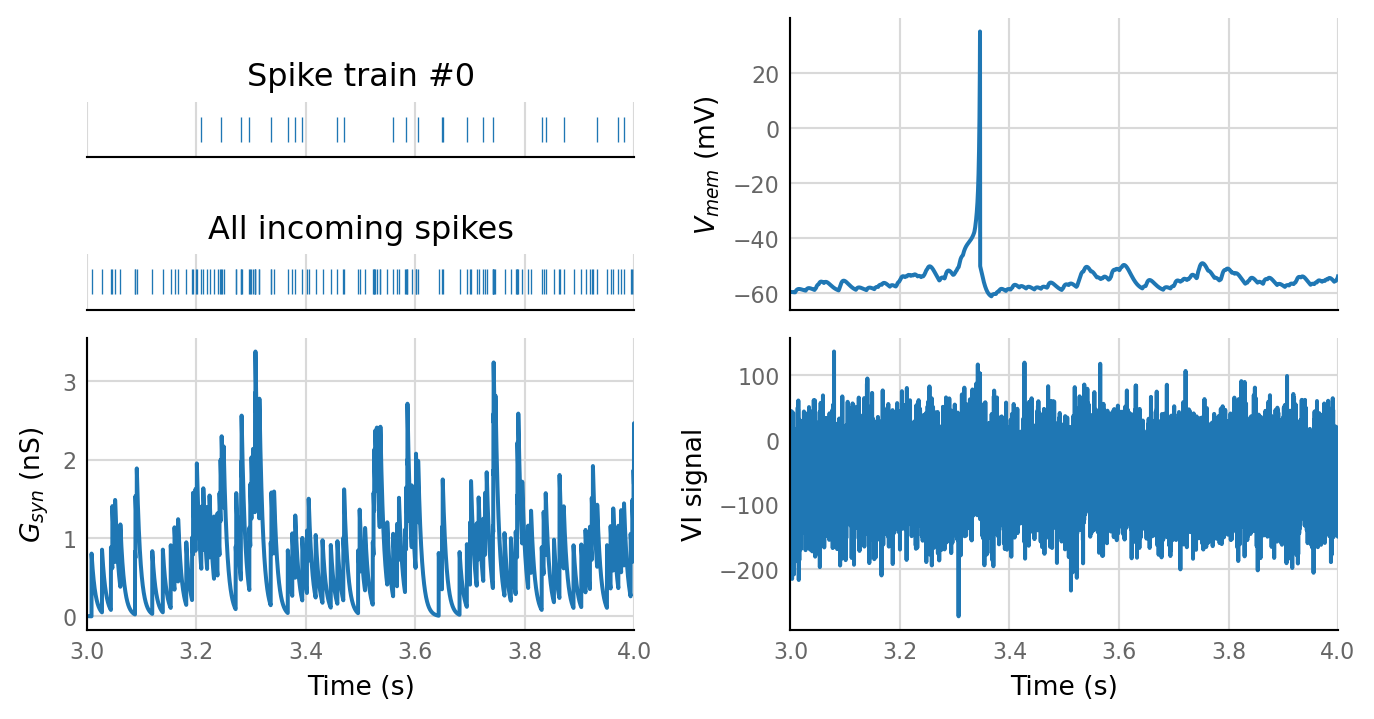 Spike train #0
All incoming spikes
G_syn (nS)
3
2
1
0
3.0 3.2 3.4 3.6 3.8 4.0
Time (s)
V_mem (mV)
20
0
−20
−40
−60
VI signal
100
0
−100
−200
3.0 3.2 3.4 3.6 3.8 4.0
Time (s)